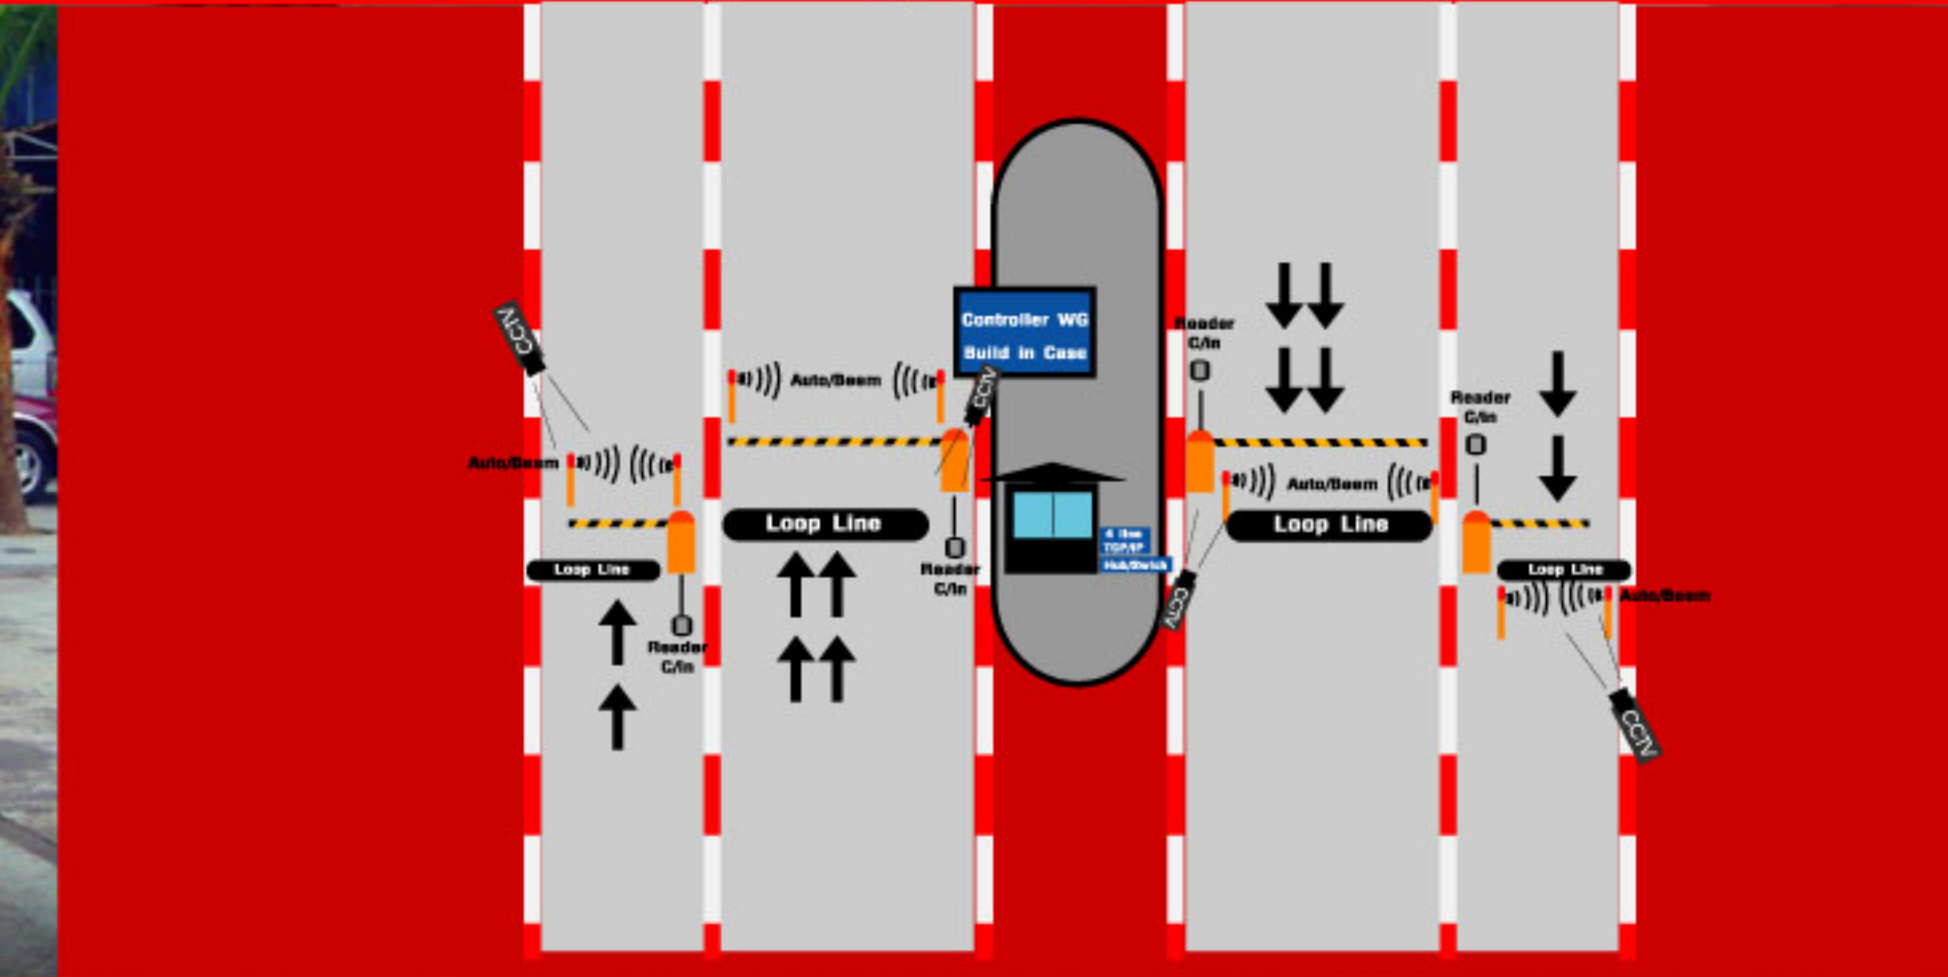 CCTV
Auto/Beam
Loop Line
Reader
C/In
Auto/Beam
Loop Line
Reader
C/In
Controller WG
Build in Case
CCTV
4 line
TCP/IP
Hub/Swich
Reader
C/In
Auto/Beam
Loop Line
CCTV
Reader
C/In
Loop Line
Auto/Beam
CCTV